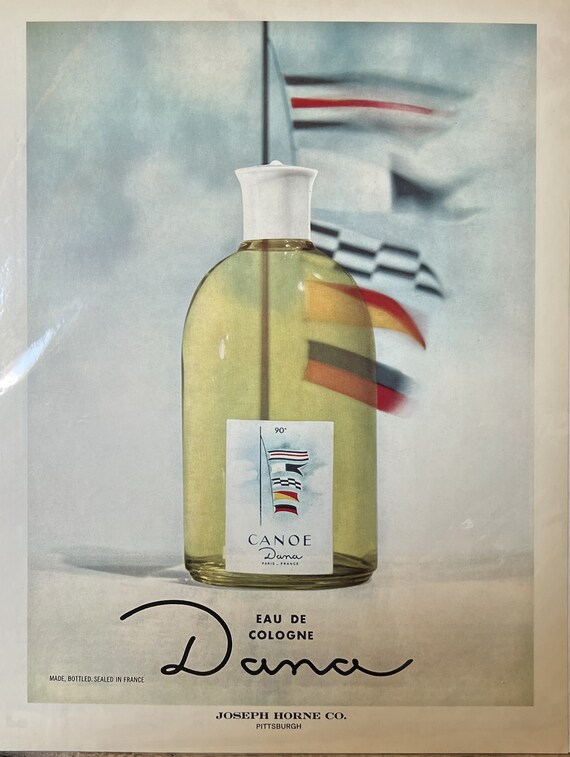 90°
CANOE
Dana
PARIS - FRANCE
EAU DE
COLOGNE
Dana
MADE, BOTTLED, SEALED IN FRANCE
JOSEPH HORNE CO.
PITTSBURGH